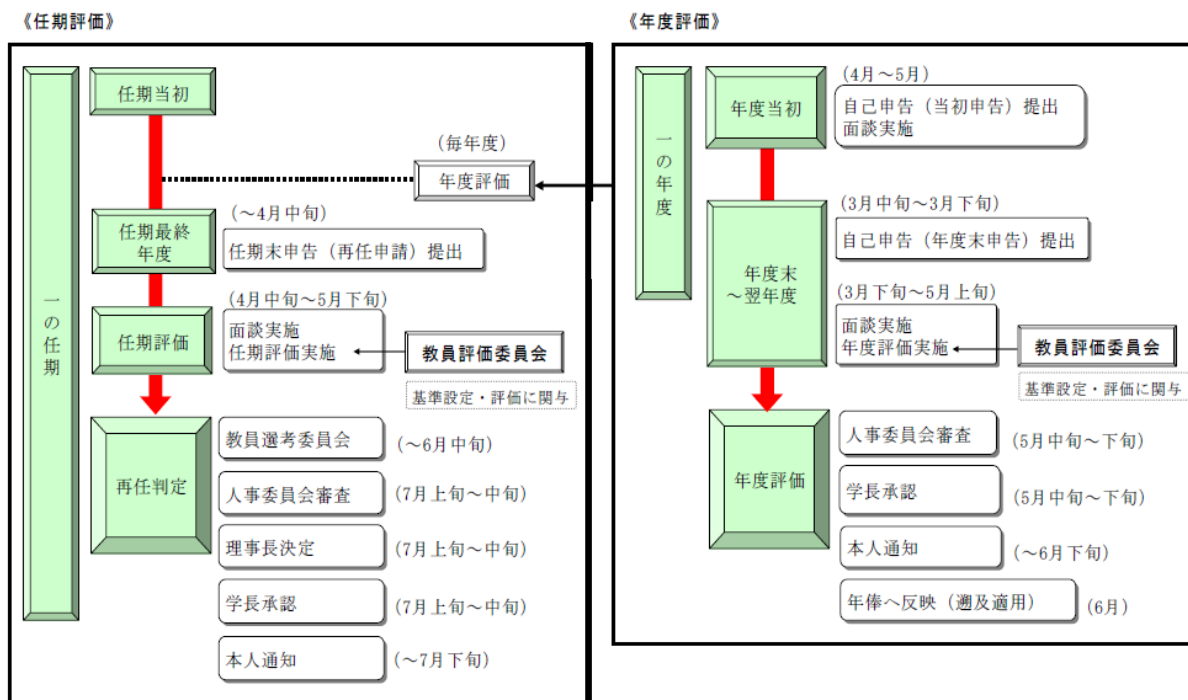 《任期評価》
一の任期
任期当初
(毎年度)
年度評価
任期最終
年度
(～4月中旬)
任期末申告（再任申請）提出
任期評価
(4月中旬～5月下旬)
面談実施
任期評価実施
教員評価委員会
基準設定・評価に関与
再任判定
教員選考委員会
(～6月中旬)
人事委員会審査
(7月上旬～中旬)
理事長決定
(7月上旬～中旬)
学長承認
(7月上旬～中旬)
本人通知
(～7月下旬)
《年度評価》
一の年度
年度当初
(4月～5月)
自己申告（当初申告）提出
面談実施
年度末
～翌年度
(3月中旬～3月下旬)
自己申告（年度末申告）提出
(3月下旬～5月上旬)
面談実施
年度評価実施
教員評価委員会
基準設定・評価に関与
年度評価
人事委員会審査
(5月中旬～下旬)
学長承認
(5月中旬～下旬)
本人通知
(～6月下旬)
年俸へ反映（遡及適用）
(6月)